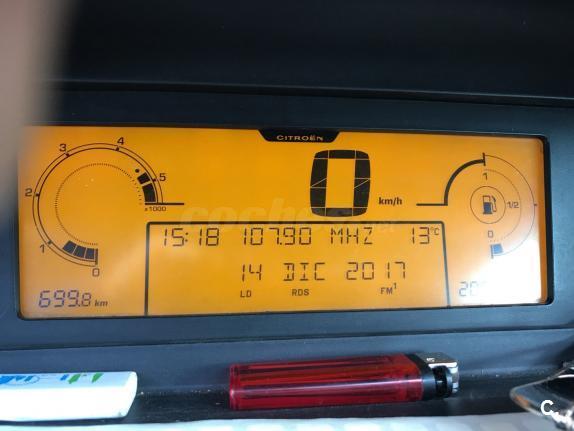 CITROËN
4
3 5
2
x1000
1
0
0 km/h
1
1/2
0
15:18 107.90 MHZ 13°C
14 DIC 2017
LD RDS FM1
699.8 km